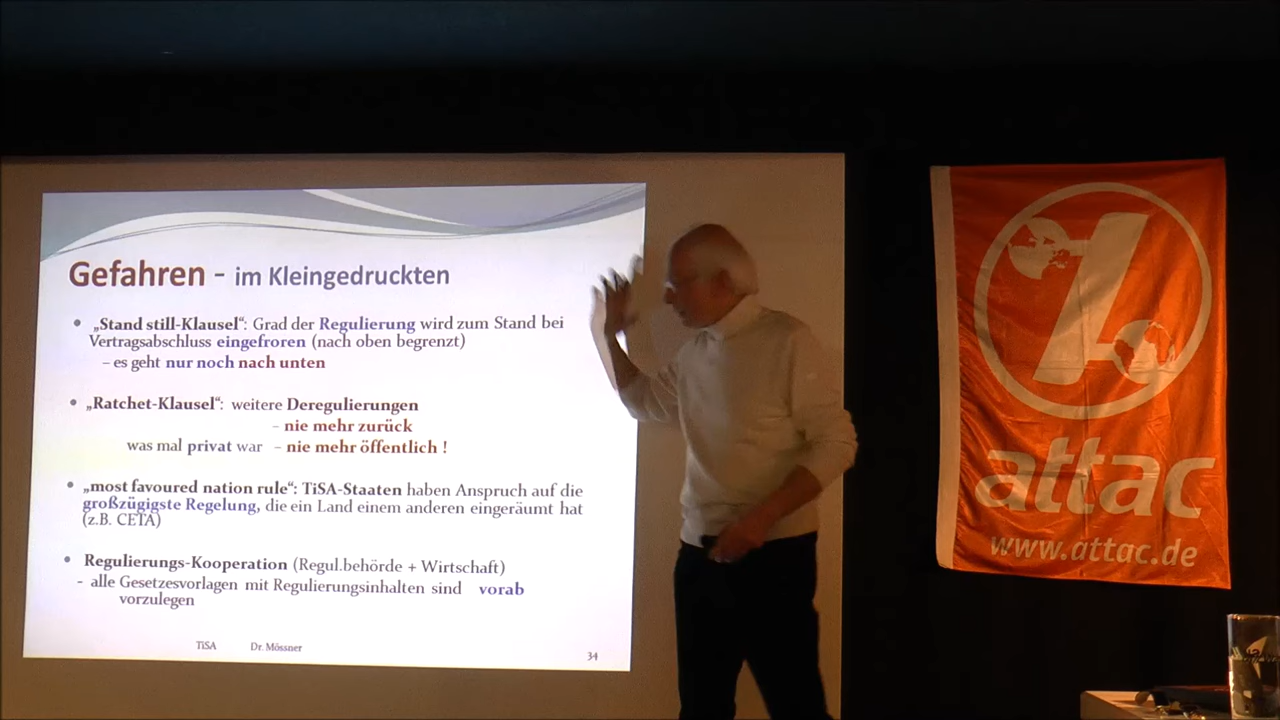 Gefahren - im Kleingedruckten
• „Stand still-Klausel“: Grad der Regulierung wird zum Stand bei
Vertragsabschluss eingefroren (nach oben begrenzt)
– es geht nur noch nach unten
• „Ratchet-Klausel“: weitere Deregulierungen
– nie mehr zurück
was mal privat war – nie mehr öffentlich !
• „most favoured nation rule“: TiSA-Staaten haben Anspruch auf die
großzügigste Regelung, die ein Land einem anderen eingeräumt hat
(z.B. CETA)
• Regulierungs-Kooperation (Regul.behörde + Wirtschaft)
- alle Gesetzesvorlagen mit Regulierungsinhalten sind vorab
vorzulegen
TiSA Dr. Mössner 34
attac
www.attac.de